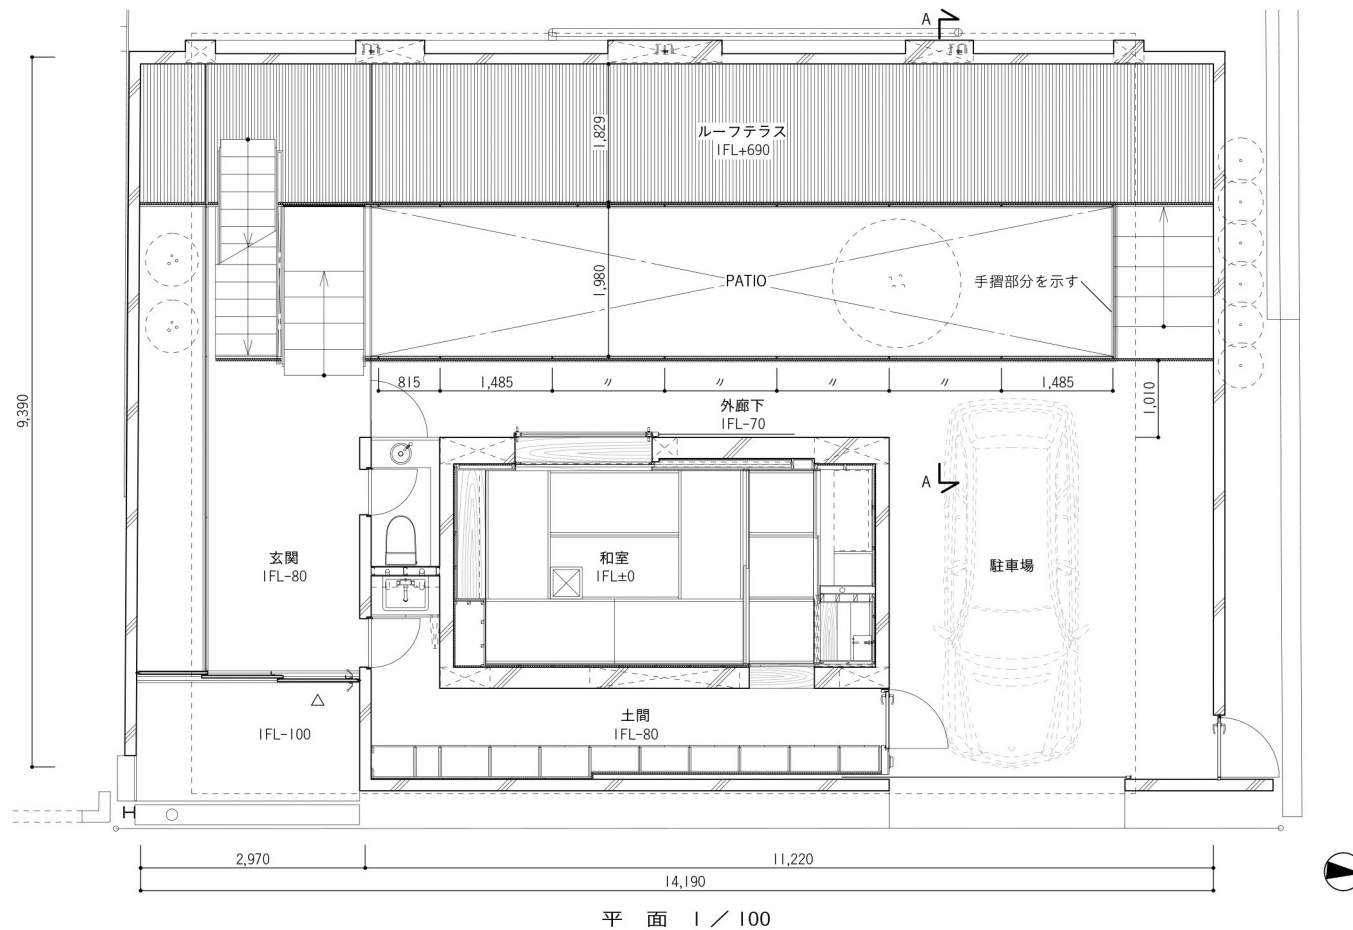 A
1,829
ルーフテラス
1FL+690
9,390
1,980
PATIO
手摺部分を示す
815
1,485
〃
〃
〃
〃
1,485
1,010
外廊下
1FL-70
A
玄関
1FL-80
和室
1FL±0
駐車場
1FL-100
土間
1FL-80
2,970
11,220
14,190
平 面 1／100